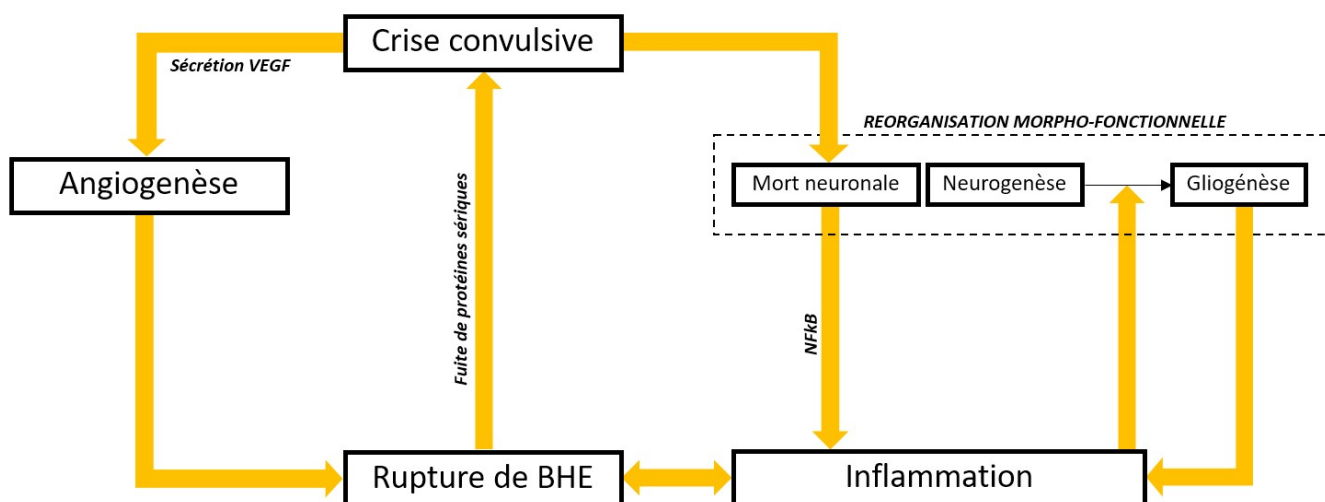 Crise convulsive
Sécrétion VEGF
REORGANISATION MORPHO-FONCTIONNELLE
Angiogenèse
Mort neuronale
Neurogenèse
Gliogénèse
Fuite de protéines sériques
NFkB
Rupture de BHE
Inflammation